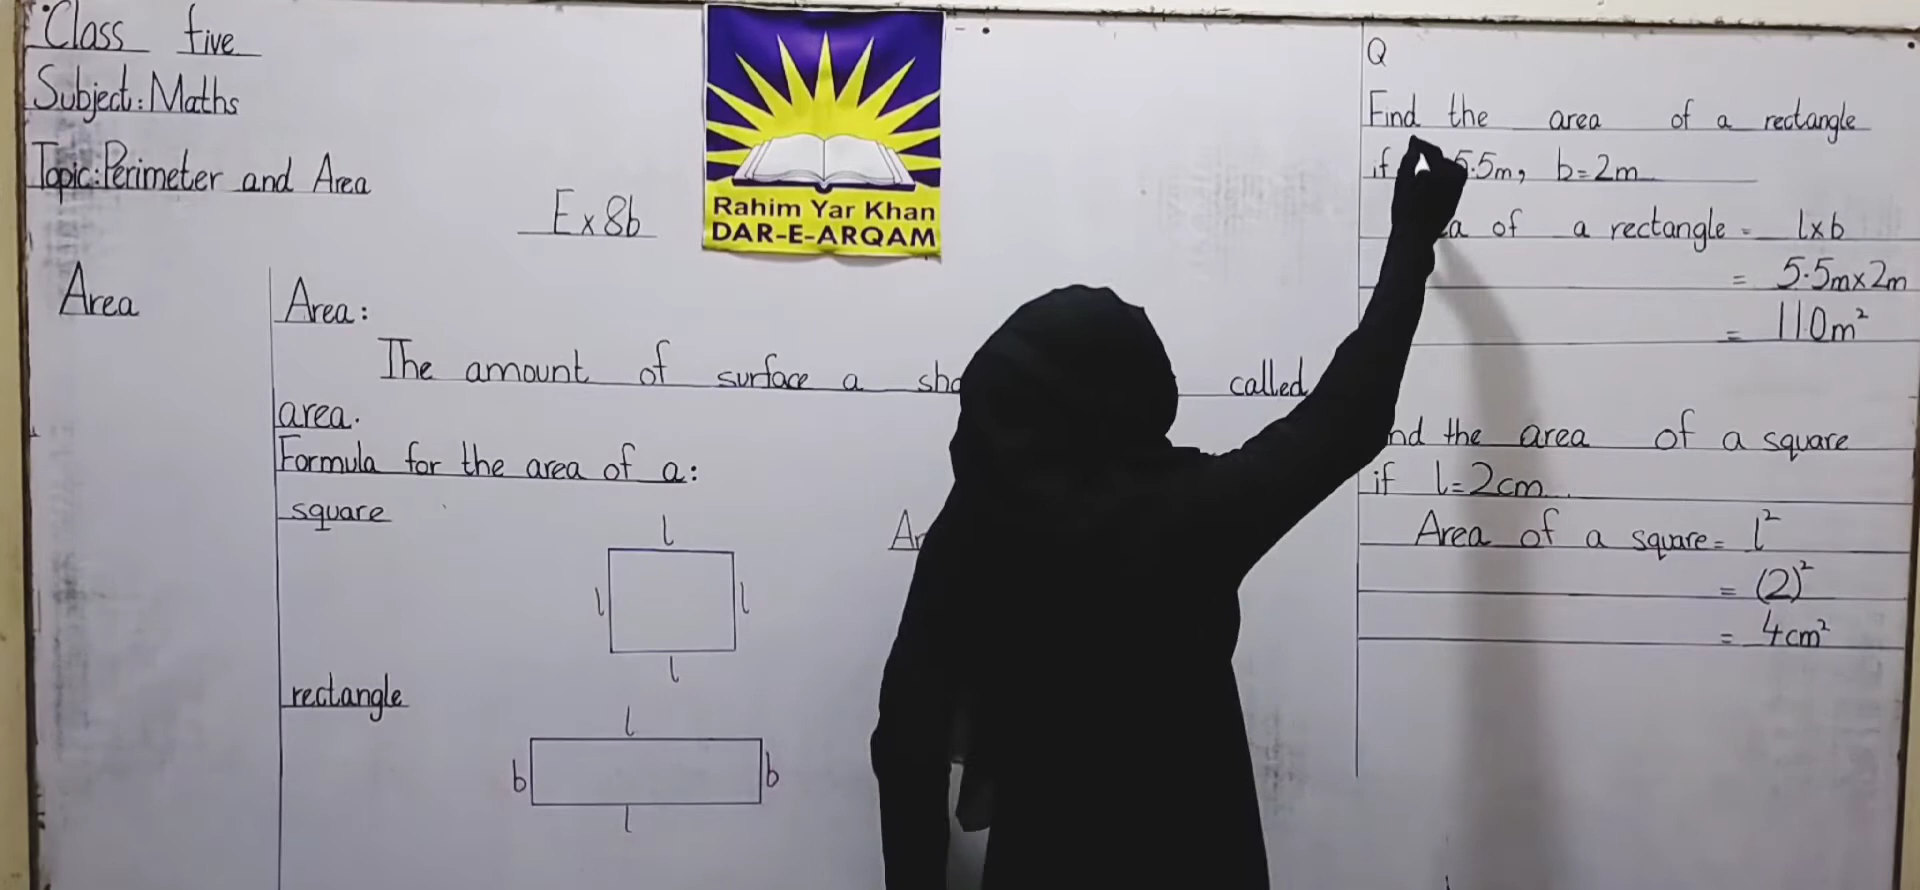 Class five
Subject: Maths
Topic: Perimeter and Area
Ex 8b
Rahim Yar Khan
DAR-E-ARQAM
Area
Area:
The amount of surface a called
area.
Formula for the area of a:
square
l
l l
l
rectangle
l
b b
l
Q
Find the area of a rectangle
if 5.5m, b=2m
of a rectangle = l×b
= 5.5m×2m
= 11.0m²
the area of a square
if l=2cm
Area of a square = l²
= (2)²
= 4cm²